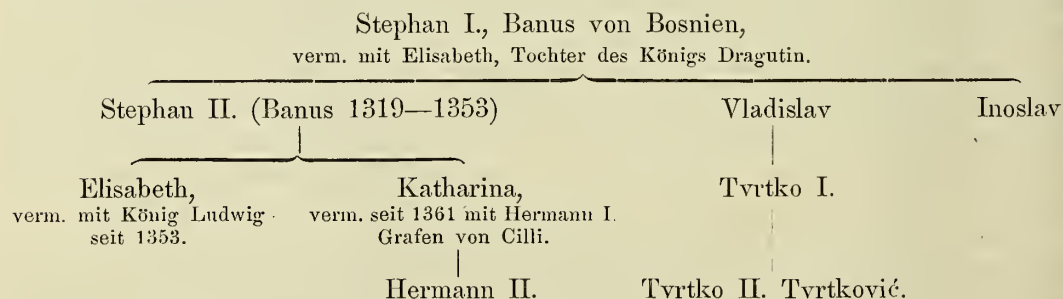 Stephan I., Banus von Bosnien,
verm. mit Elisabeth, Tochter des Königs Dragutin.
Stephan II. (Banus 1319—1353)
Vladislav
Inoslav
Elisabeth,
verm. mit König Ludwig
seit 1353.
Katharina,
verm. seit 1361 mit Hermann I.
Grafen von Cilli.
Tvrtko I.
Hermann II.
Tvrtko II. Tvrtković.